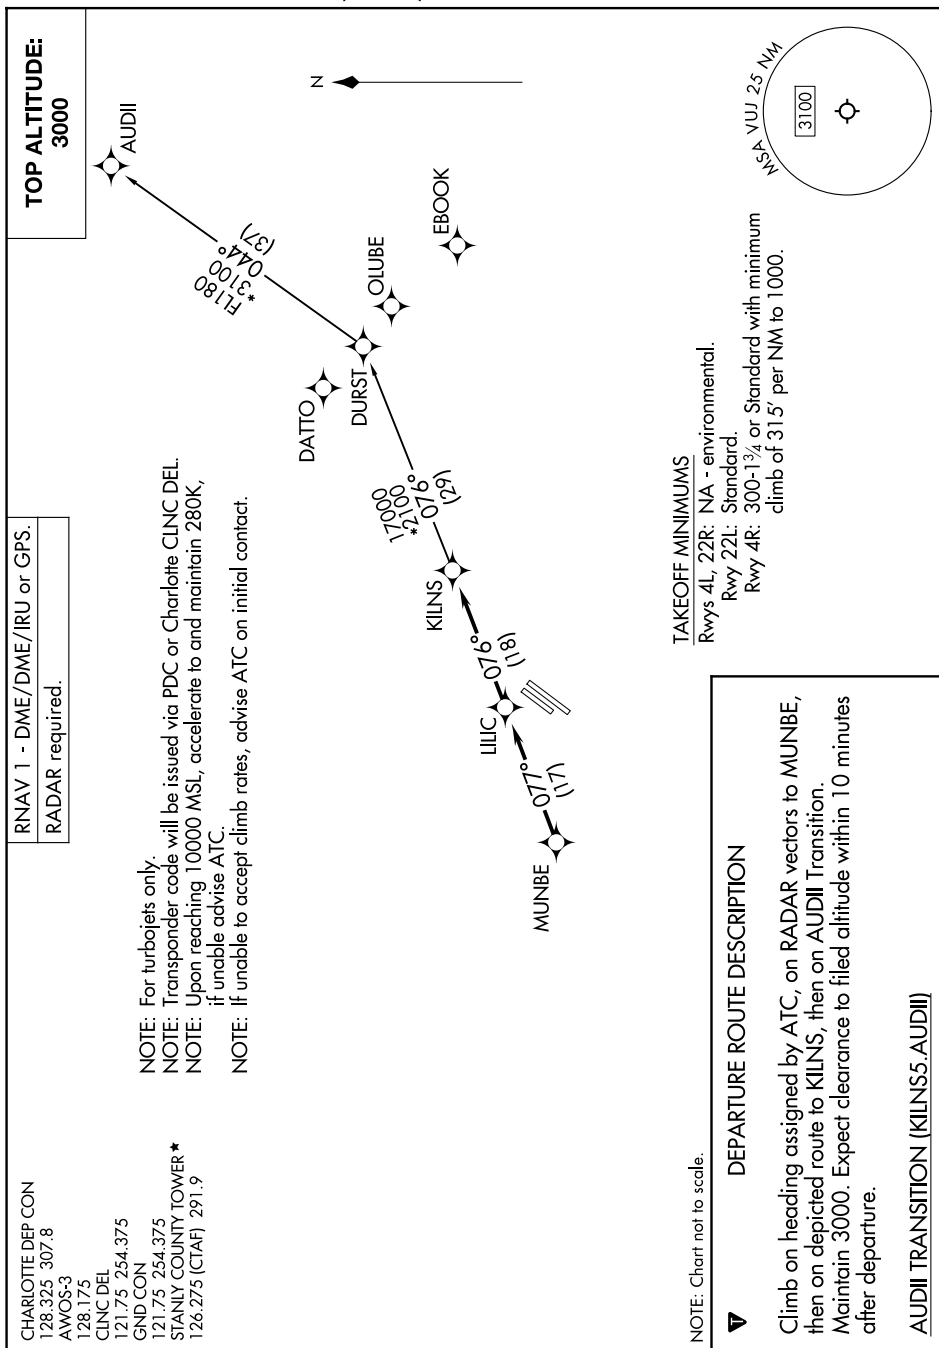 RNAV 1 - DME/DME/IRU or GPS.
RADAR required.
TOP ALTITUDE:
3000
CHARLOTTE DEP CON
128.325 307.8
AWOS-3
128.175
CLNC DEL
121.75 254.375
GND CON
121.75 254.375
STANLY COUNTY TOWER ★
126.275 (CTAF) 291.9
NOTE: For turbojets only.
NOTE: Transponder code will be issued via PDC or Charlotte CLNC DEL.
NOTE: Upon reaching 10000 MSL, accelerate to and maintain 280K,
if unable advise ATC.
NOTE: If unable to accept climb rates, advise ATC on initial contact.
AUDII
N
FL180
*3100
044°
(37)
DATTO
DURST
OLUBE
EBOOK
17000
*2100
076°
(29)
KILNS
076°
(18)
LILIC
077°
(17)
MUNBE
MSA VUJ 25 NM
3100
TAKEOFF MINIMUMS
Rwys 4L, 22R: NA - environmental.
Rwy 22L: Standard.
Rwy 4R: 300-1¾ or Standard with minimum
climb of 315' per NM to 1000.
NOTE: Chart not to scale.
T
DEPARTURE ROUTE DESCRIPTION
Climb on heading assigned by ATC, on RADAR vectors to MUNBE,
then on depicted route to KILNS, then on AUDII Transition.
Maintain 3000. Expect clearance to filed altitude within 10 minutes
after departure.
AUDII TRANSITION (KILNS5.AUDII)